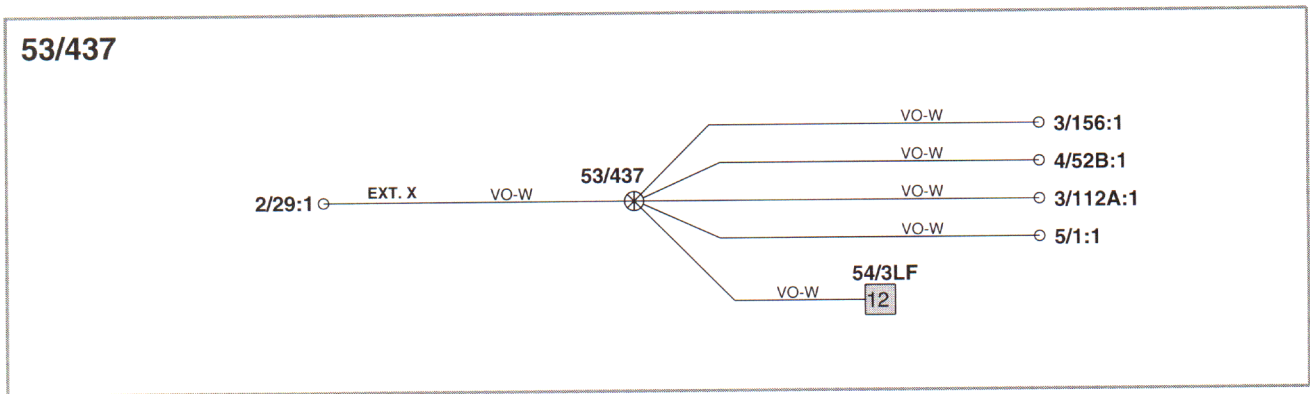 53/437
VO-W 3/156:1
VO-W 4/52B:1
53/437
2/29:1 EXT. X VO-W VO-W 3/112A:1
VO-W 5/1:1
54/3LF
VO-W 12